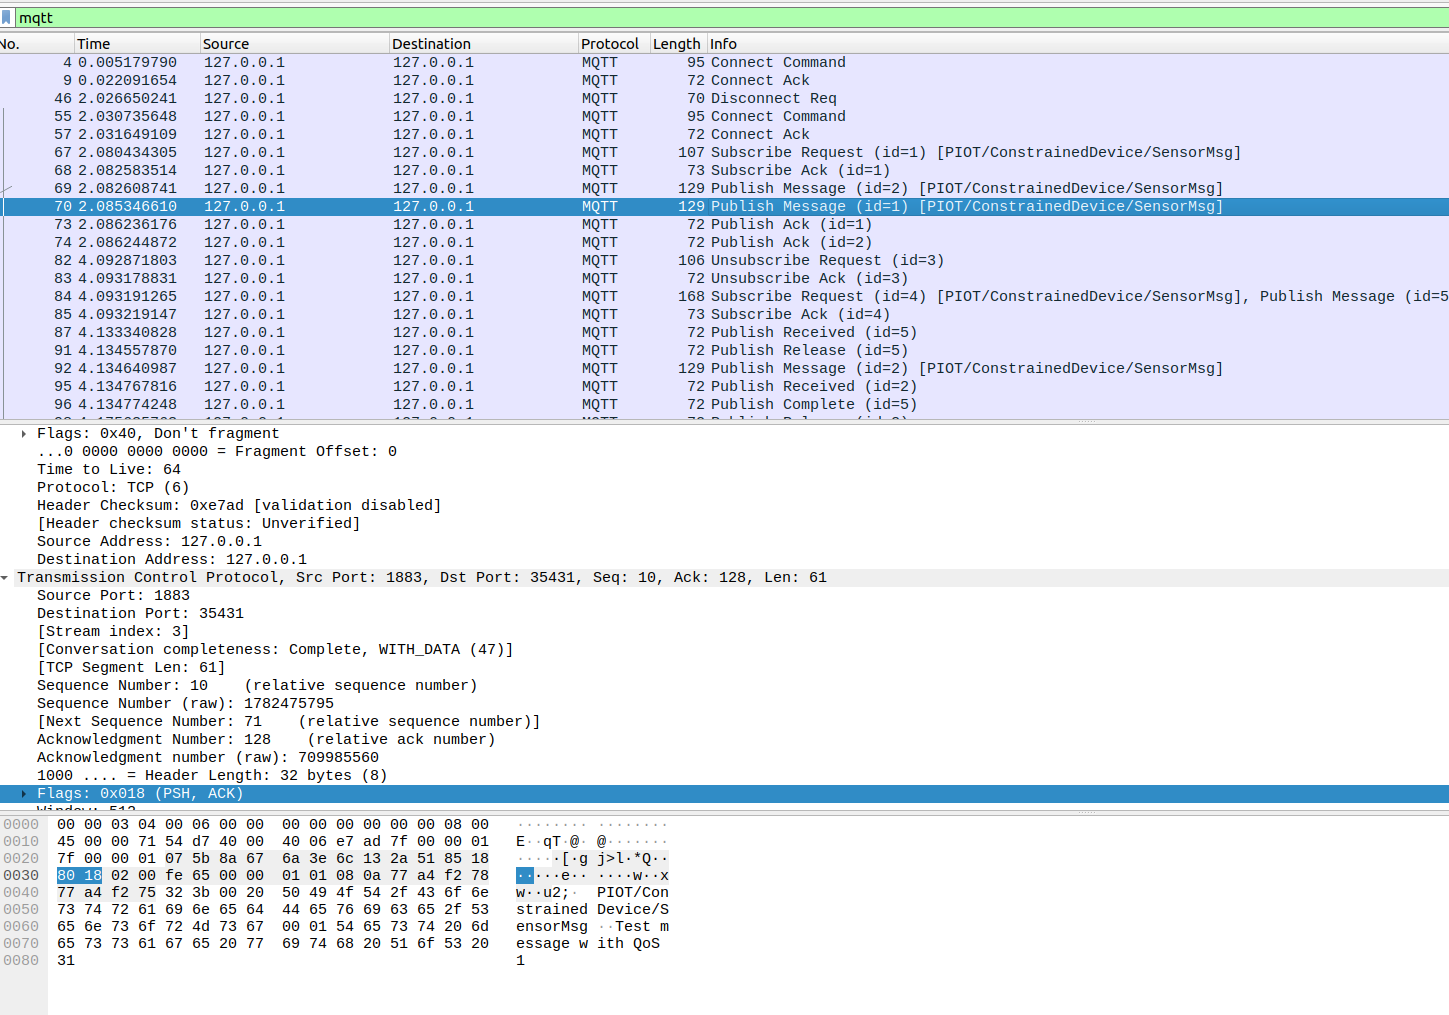 mqtt
No. Time Source Destination Protocol Length Info
4 0.005179790 127.0.0.1 127.0.0.1 MQTT 95 Connect Command
9 0.022091654 127.0.0.1 127.0.0.1 MQTT 72 Connect Ack
46 2.026650241 127.0.0.1 127.0.0.1 MQTT 70 Disconnect Req
55 2.030735648 127.0.0.1 127.0.0.1 MQTT 95 Connect Command
57 2.031649109 127.0.0.1 127.0.0.1 MQTT 72 Connect Ack
67 2.080434305 127.0.0.1 127.0.0.1 MQTT 107 Subscribe Request (id=1) [PIOT/ConstrainedDevice/SensorMsg]
68 2.082583514 127.0.0.1 127.0.0.1 MQTT 73 Subscribe Ack (id=1)
69 2.082608741 127.0.0.1 127.0.0.1 MQTT 129 Publish Message (id=2) [PIOT/ConstrainedDevice/SensorMsg]
70 2.085346610 127.0.0.1 127.0.0.1 MQTT 129 Publish Message (id=1) [PIOT/ConstrainedDevice/SensorMsg]
73 2.086236176 127.0.0.1 127.0.0.1 MQTT 72 Publish Ack (id=1)
74 2.086244872 127.0.0.1 127.0.0.1 MQTT 72 Publish Ack (id=2)
82 4.092871803 127.0.0.1 127.0.0.1 MQTT 106 Unsubscribe Request (id=3)
83 4.093178831 127.0.0.1 127.0.0.1 MQTT 72 Unsubscribe Ack (id=3)
84 4.093191265 127.0.0.1 127.0.0.1 MQTT 168 Subscribe Request (id=4) [PIOT/ConstrainedDevice/SensorMsg], Publish Message (id=5
85 4.093219147 127.0.0.1 127.0.0.1 MQTT 73 Subscribe Ack (id=4)
87 4.133340828 127.0.0.1 127.0.0.1 MQTT 72 Publish Received (id=5)
91 4.134557870 127.0.0.1 127.0.0.1 MQTT 72 Publish Release (id=5)
92 4.134640987 127.0.0.1 127.0.0.1 MQTT 129 Publish Message (id=2) [PIOT/ConstrainedDevice/SensorMsg]
95 4.134767816 127.0.0.1 127.0.0.1 MQTT 72 Publish Received (id=2)
96 4.134774248 127.0.0.1 127.0.0.1 MQTT 72 Publish Complete (id=5)
Flags: 0x40, Don't fragment
...0 0000 0000 0000 = Fragment Offset: 0
Time to Live: 64
Protocol: TCP (6)
Header Checksum: 0xe7ad [validation disabled]
[Header checksum status: Unverified]
Source Address: 127.0.0.1
Destination Address: 127.0.0.1
Transmission Control Protocol, Src Port: 1883, Dst Port: 35431, Seq: 10, Ack: 128, Len: 61
Source Port: 1883
Destination Port: 35431
[Stream index: 3]
[Conversation completeness: Complete, WITH_DATA (47)]
[TCP Segment Len: 61]
Sequence Number: 10 (relative sequence number)
Sequence Number (raw): 1782475795
[Next Sequence Number: 71 (relative sequence number)]
Acknowledgment Number: 128 (relative ack number)
Acknowledgment number (raw): 709985560
1000 .... = Header Length: 32 bytes (8)
Flags: 0x018 (PSH, ACK)
Window: 512
0000 00 00 03 04 00 06 00 00 00 00 00 00 00 00 08 00 ········ ········
0010 45 00 00 71 54 d7 40 00 40 06 e7 ad 7f 00 00 01 E··qT·@· @·······
0020 7f 00 00 01 07 5b 8a 67 6a 3e 6c 13 2a 51 85 18 ·····[·g j>l·*Q··
0030 80 18 02 00 fe 65 00 00 01 01 08 0a 77 a4 f2 78 ·····e·· ····w··x
0040 77 a4 f2 75 32 3b 00 20 50 49 4f 54 2f 43 6f 6e w··u2;· PIOT/Con
0050 73 74 72 61 69 6e 65 64 44 65 76 69 63 65 2f 53 strained Device/S
0060 65 6e 73 6f 72 4d 73 67 00 01 54 65 73 74 20 6d ensorMsg ··Test m
0070 65 73 73 61 67 65 20 77 69 74 68 20 51 6f 53 20 essage w ith QoS
0080 31 1